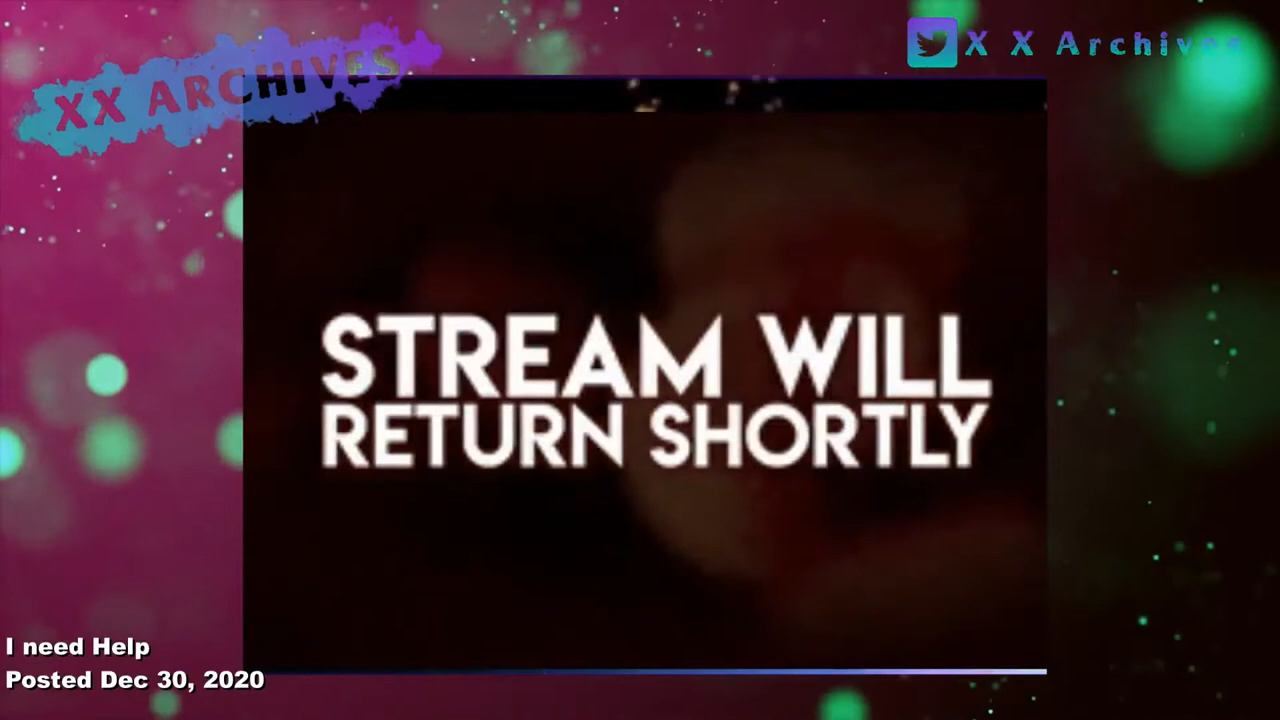 XX ARCHIVES
X X Archives
STREAM WILL
RETURN SHORTLY
I need Help
Posted Dec 30, 2020